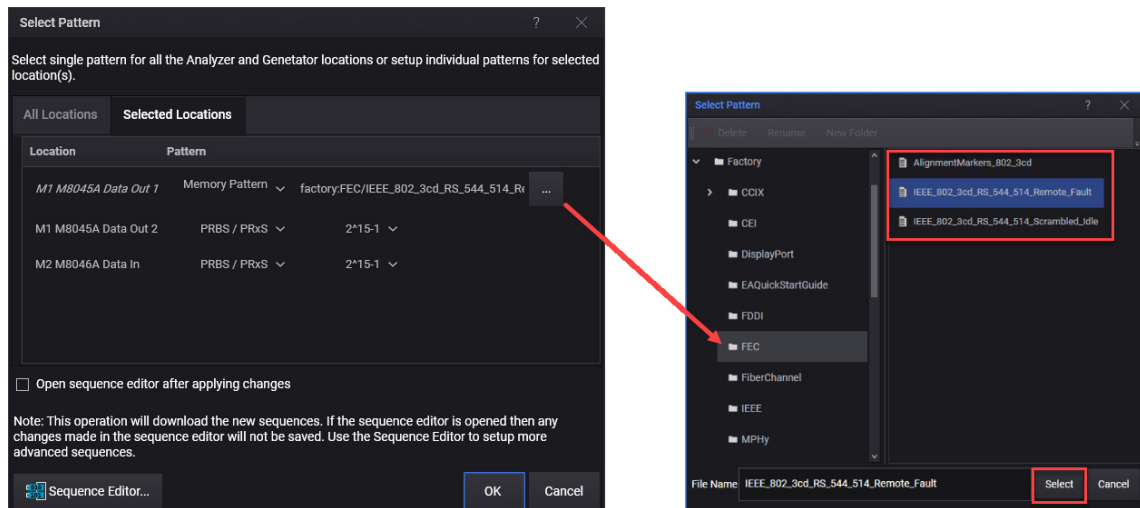 Select Pattern
?
Select single pattern for all the Analyzer and Genetator locations or setup individual patterns for selected
location(s).
All Locations Selected Locations
Location Pattern
M1 M8045A Data Out 1 Memory Pattern factory:FEC/IEEE_802_3cd_RS_544_514_Re ...
M1 M8045A Data Out 2 PRBS / PRxS 2^15-1
M2 M8046A Data In PRBS / PRxS 2^15-1
Open sequence editor after applying changes
Note: This operation will download the new sequences. If the sequence editor is opened then any
changes made in the sequence editor will not be saved. Use the Sequence Editor to setup more
advanced sequences.
Sequence Editor... OK Cancel
Select Pattern
?
Delete Rename New Folder
Factory
CCIX
CEI
DisplayPort
EAQuickStartGuide
FDDI
FEC
FiberChannel
IEEE
MPHy
AlignmentMarkers_802_3cd
IEEE_802_3cd_RS_544_514_Remote_Fault
IEEE_802_3cd_RS_544_514_Scrambled_Idle
File Name IEEE_802_3cd_RS_544_514_Remote_Fault Select Cancel